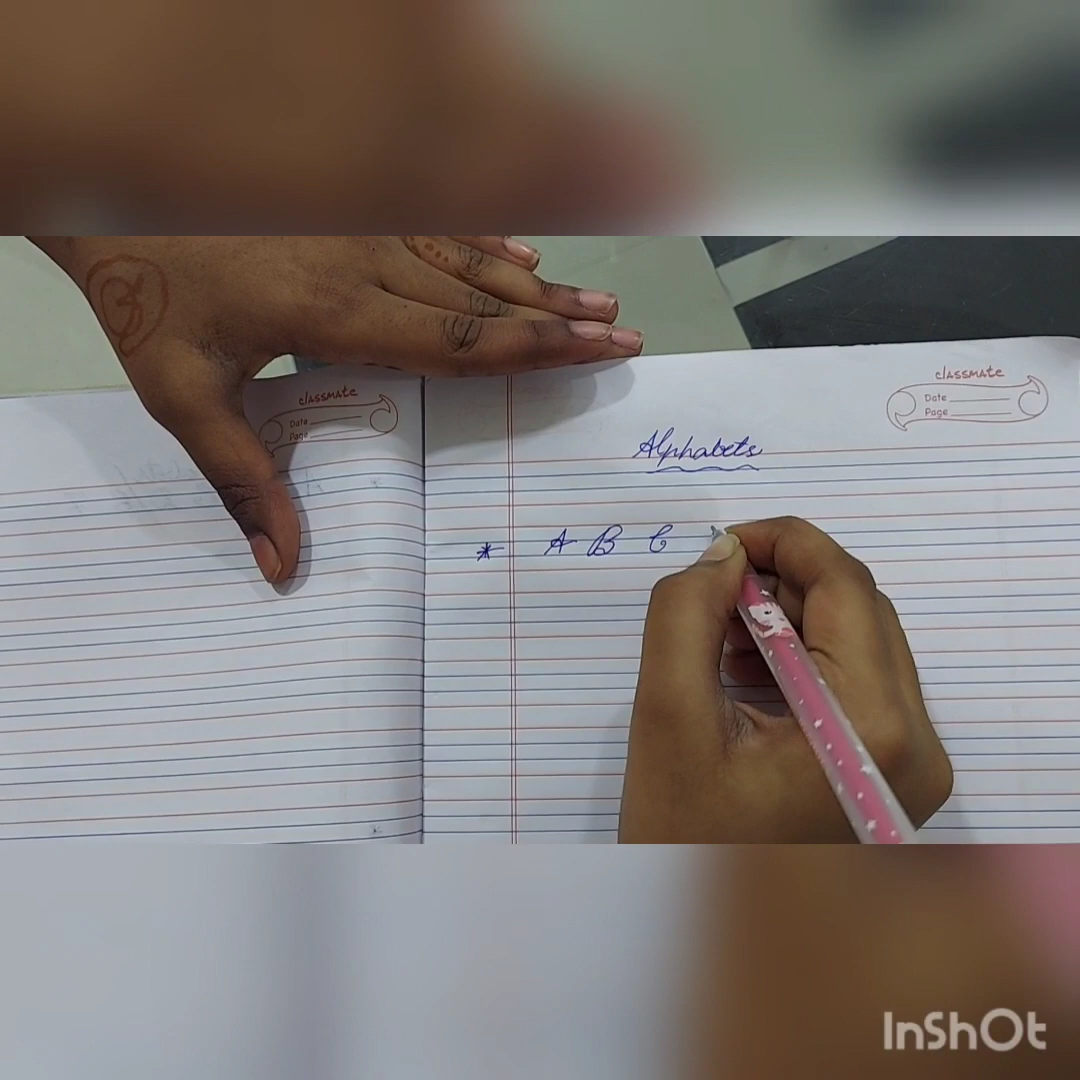 classmate
Date
Page
classmate
Date
Page
Alphabets
* A B C
InShOt